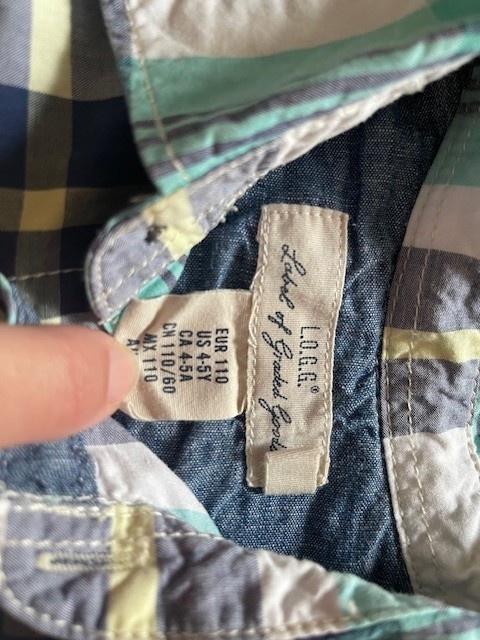 L.O.G.G.®
Label of Graded Goods
EUR 110
US 4-5Y
CA 4-5A
CN 110/60
MX 110